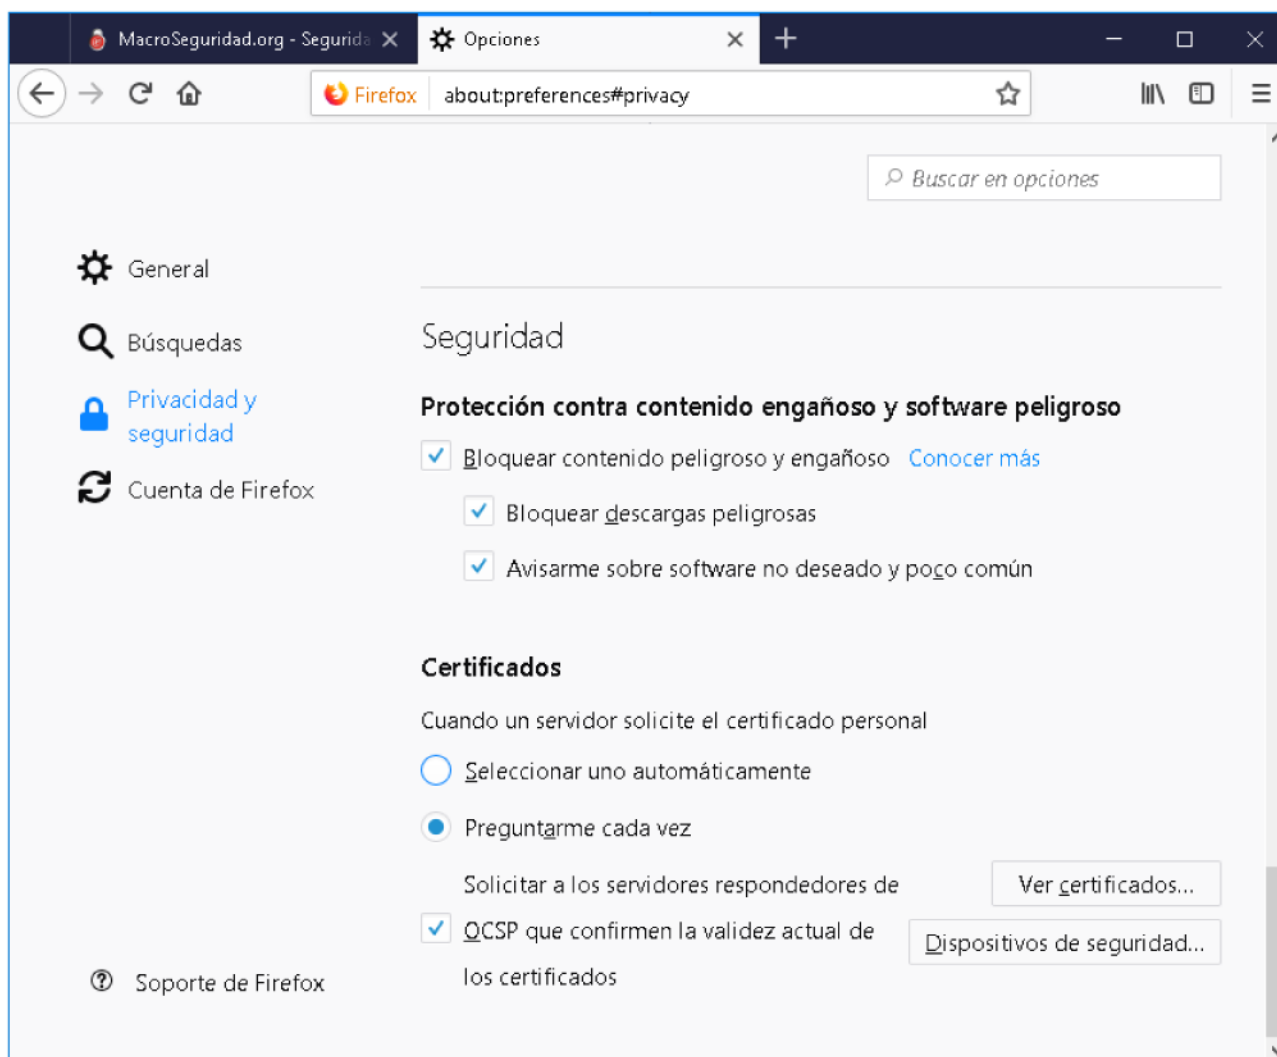 MacroSeguridad.org - Segurida
Opciones
Firefox
about:preferences#privacy
Buscar en opciones
General
Búsquedas
Privacidad y
seguridad
Cuenta de Firefox
Soporte de Firefox
Seguridad
Protección contra contenido engañoso y software peligroso
Bloquear contenido peligroso y engañoso Conocer más
Bloquear descargas peligrosas
Avisarme sobre software no deseado y poco común
Certificados
Cuando un servidor solicite el certificado personal
Seleccionar uno automáticamente
Preguntarme cada vez
Solicitar a los servidores respondedores de
OCSP que confirmen la validez actual de
los certificados
Ver certificados...
Dispositivos de seguridad...